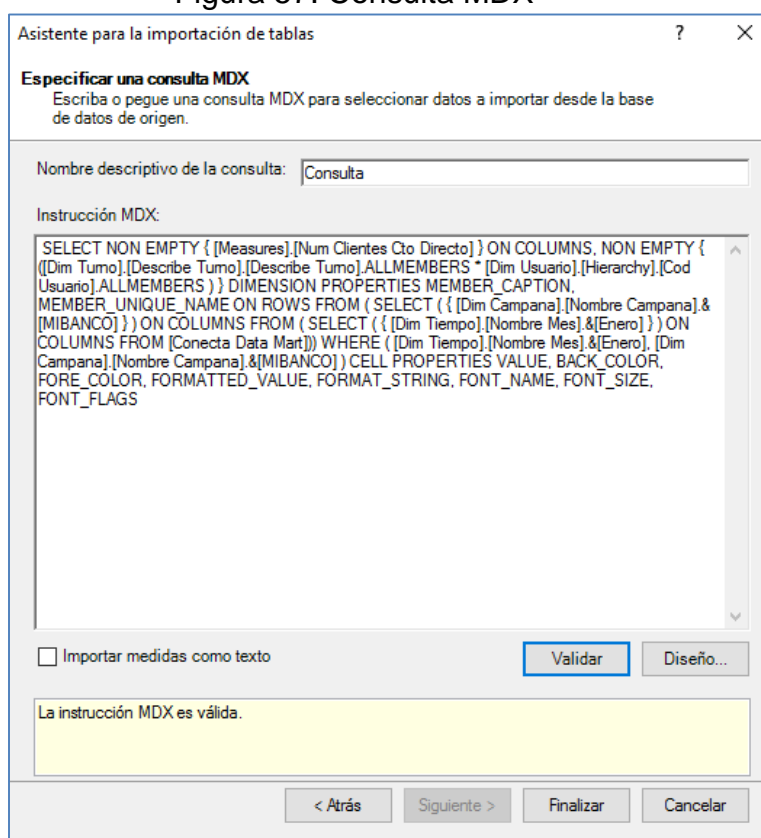 Figura 57: Consulta MDX
Asistente para la importación de tablas ? ×
Especificar una consulta MDX
Escriba o pegue una consulta MDX para seleccionar datos a importar desde la base
de datos de origen.
Nombre descriptivo de la consulta: Consulta
Instrucción MDX:
SELECT NON EMPTY { [Measures].[Num Clientes Cto Directo] } ON COLUMNS, NON EMPTY {
([Dim Turno].[Describe Turno].[Describe Turno].ALLMEMBERS * [Dim Usuario].[Hierarchy].[Cod
Usuario].ALLMEMBERS ) } DIMENSION PROPERTIES MEMBER_CAPTION,
MEMBER_UNIQUE_NAME ON ROWS FROM ( SELECT ( { [Dim Campana].[Nombre Campana].&
[MIBANCO] } ) ON COLUMNS FROM ( SELECT ( { [Dim Tiempo].[Nombre Mes].&[Enero] } ) ON
COLUMNS FROM [Conecta Data Mart])) WHERE ( [Dim Tiempo].[Nombre Mes].&[Enero], [Dim
Campana].[Nombre Campana].&[MIBANCO] ) CELL PROPERTIES VALUE, BACK_COLOR,
FORE_COLOR, FORMATTED_VALUE, FORMAT_STRING, FONT_NAME, FONT_SIZE,
FONT_FLAGS
Importar medidas como texto Validar Diseño...
La instrucción MDX es válida.
< Atrás Siguiente > Finalizar Cancelar